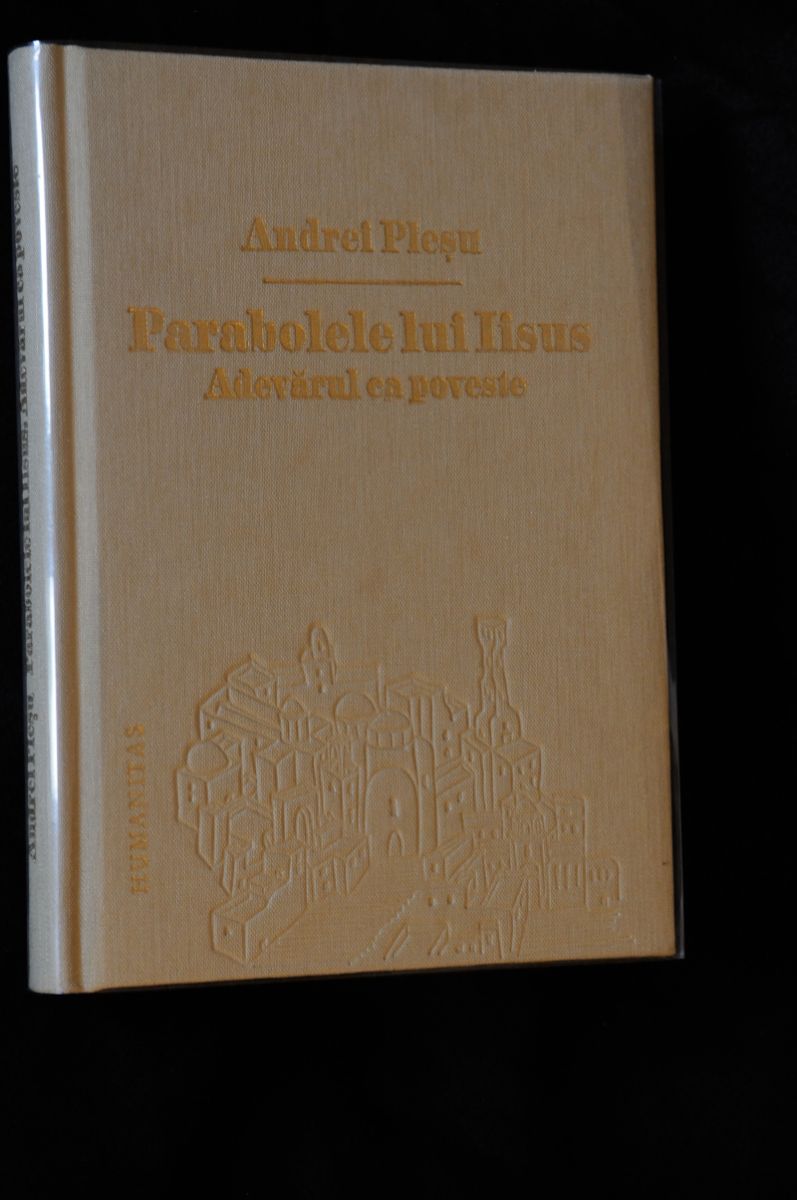 Andrei Pleșu
Parabolele lui Iisus
Adevărul ca poveste
HUMANITAS
Andrei Pleșu Parabolele lui Iisus. Adevărul ca poveste